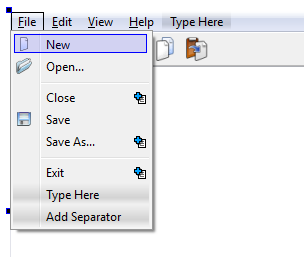 File Edit View Help Type Here
New
Open...
Close
Save
Save As...
Exit
Type Here
Add Separator